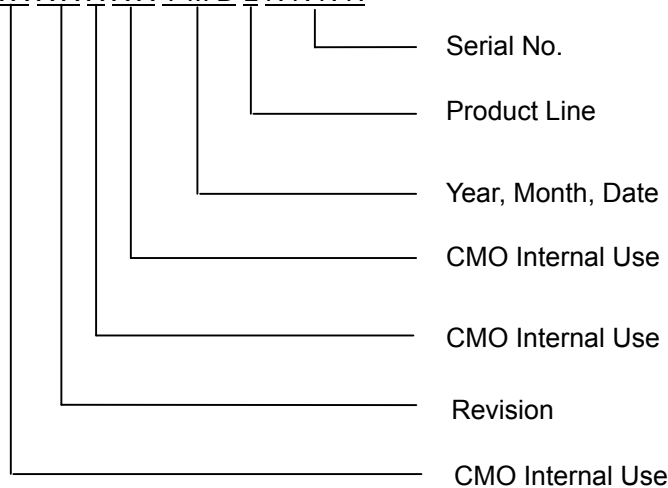 Serial No.
Product Line
Year, Month, Date
CMO Internal Use
CMO Internal Use
Revision
CMO Internal Use